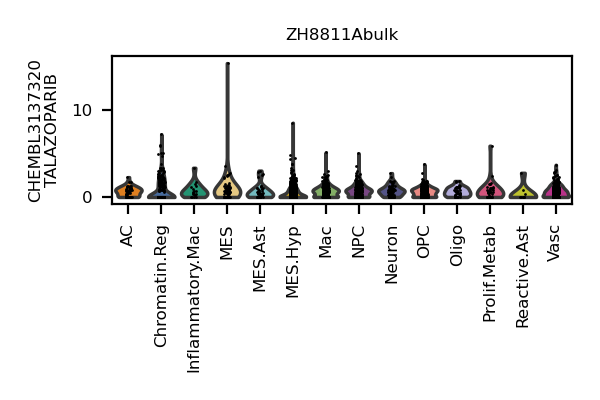 ZH8811Abulk
CHEMBL3137320
TALAZOPARIB
10
0
AC
Chromatin.Reg
Inflammatory.Mac
MES
MES.Ast
MES.Hyp
Mac
NPC
Neuron
OPC
Oligo
Prolif.Metab
Reactive.Ast
Vasc